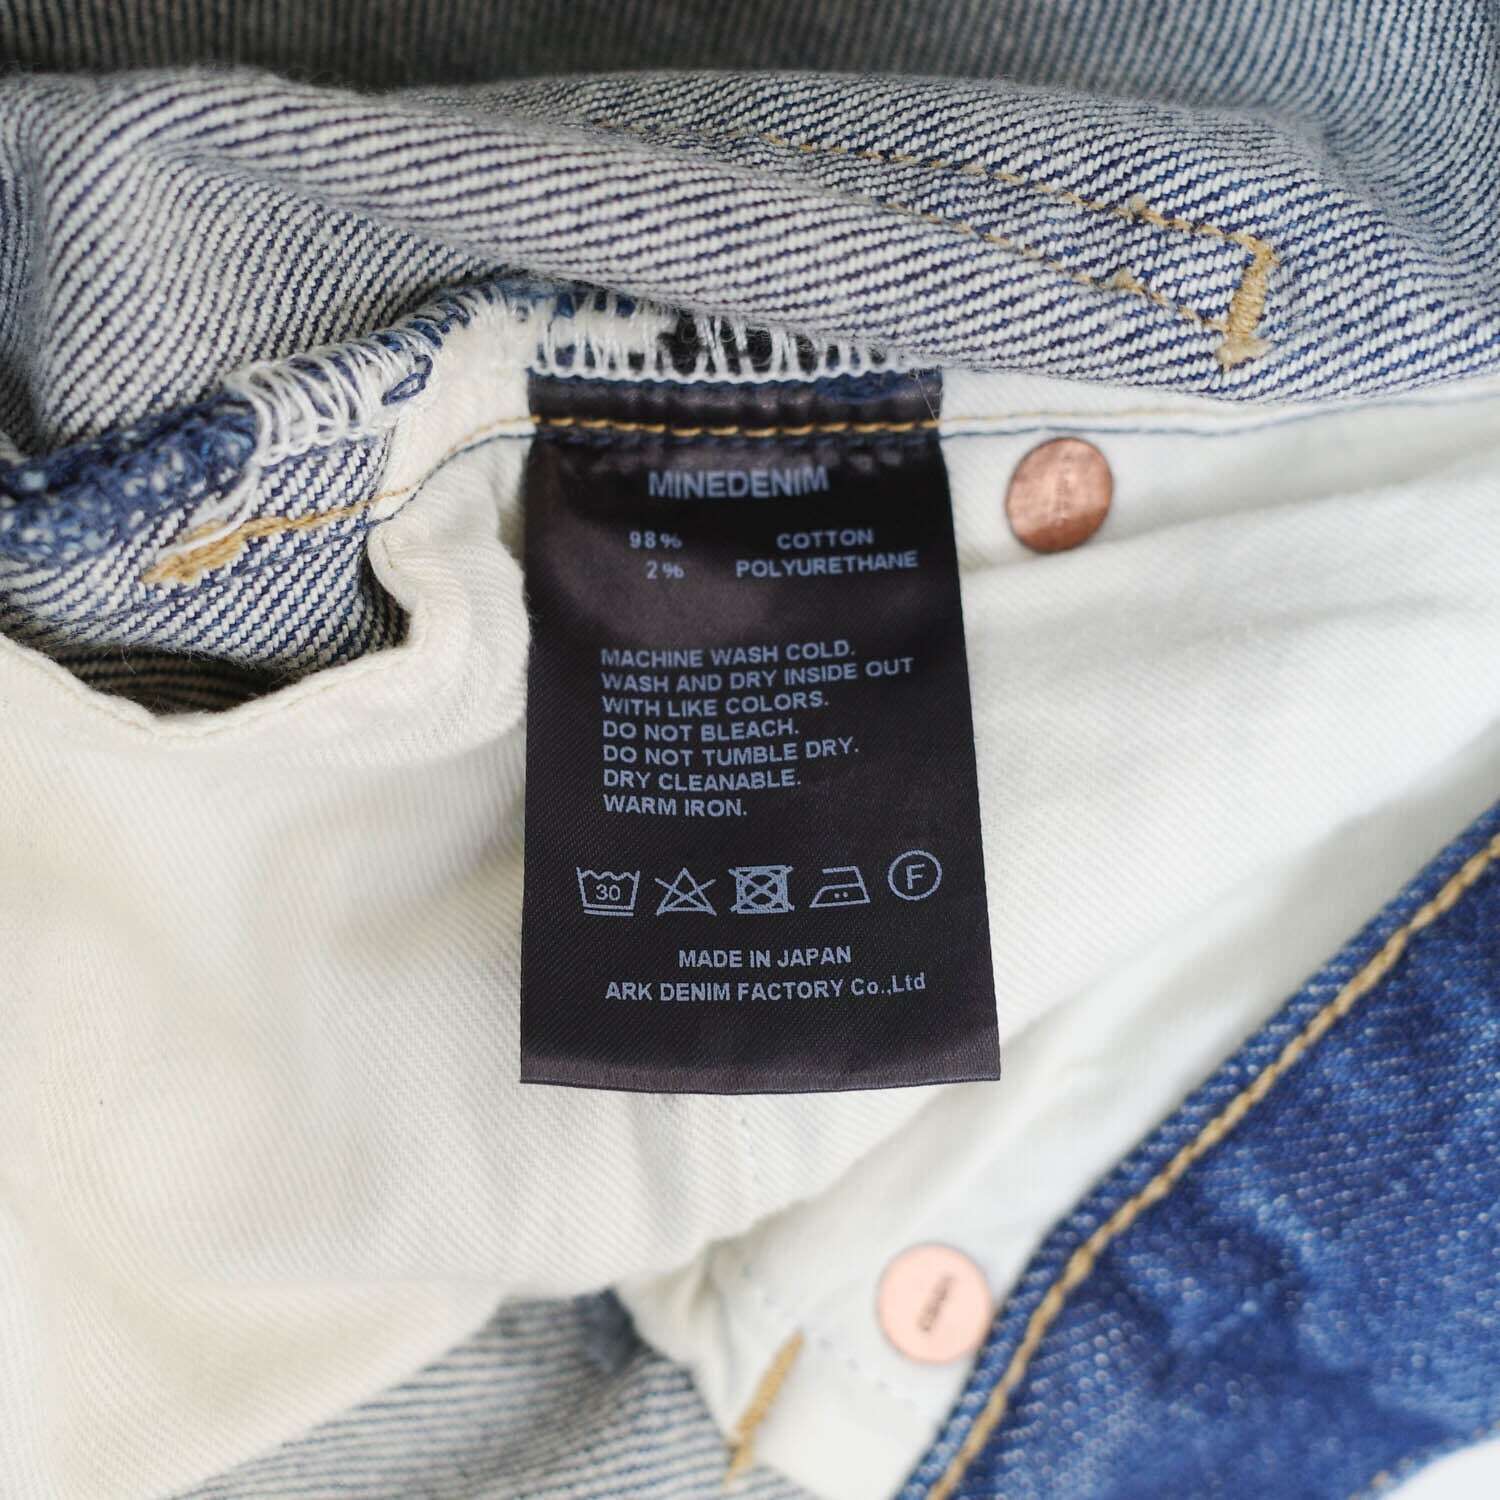 MINEDENIM
98% COTTON
2% POLYURETHANE
MACHINE WASH COLD.
WASH AND DRY INSIDE OUT
WITH LIKE COLORS.
DO NOT BLEACH.
DO NOT TUMBLE DRY.
DRY CLEANABLE.
WARM IRON.
30 F
MADE IN JAPAN
ARK DENIM FACTORY Co.,Ltd